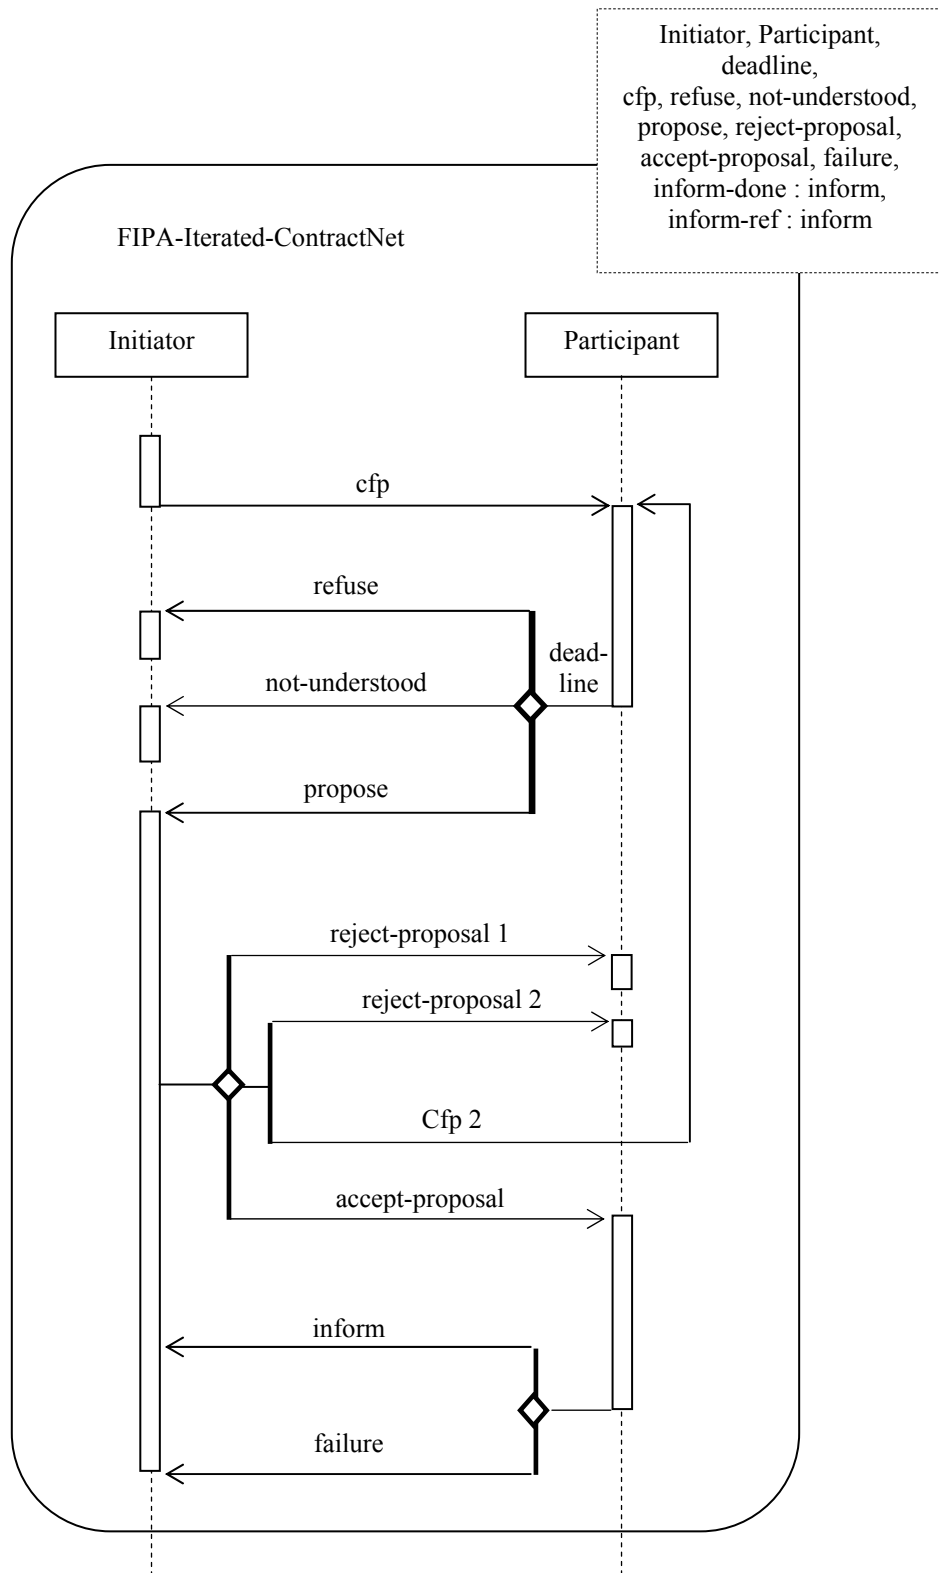 Initiator, Participant,
deadline,
cfp, refuse, not-understood,
propose, reject-proposal,
accept-proposal, failure,
inform-done : inform,
inform-ref : inform
FIPA-Iterated-ContractNet
Initiator
Participant
cfp
refuse
dead-
line
not-understood
propose
reject-proposal 1
reject-proposal 2
Cfp 2
accept-proposal
inform
failure